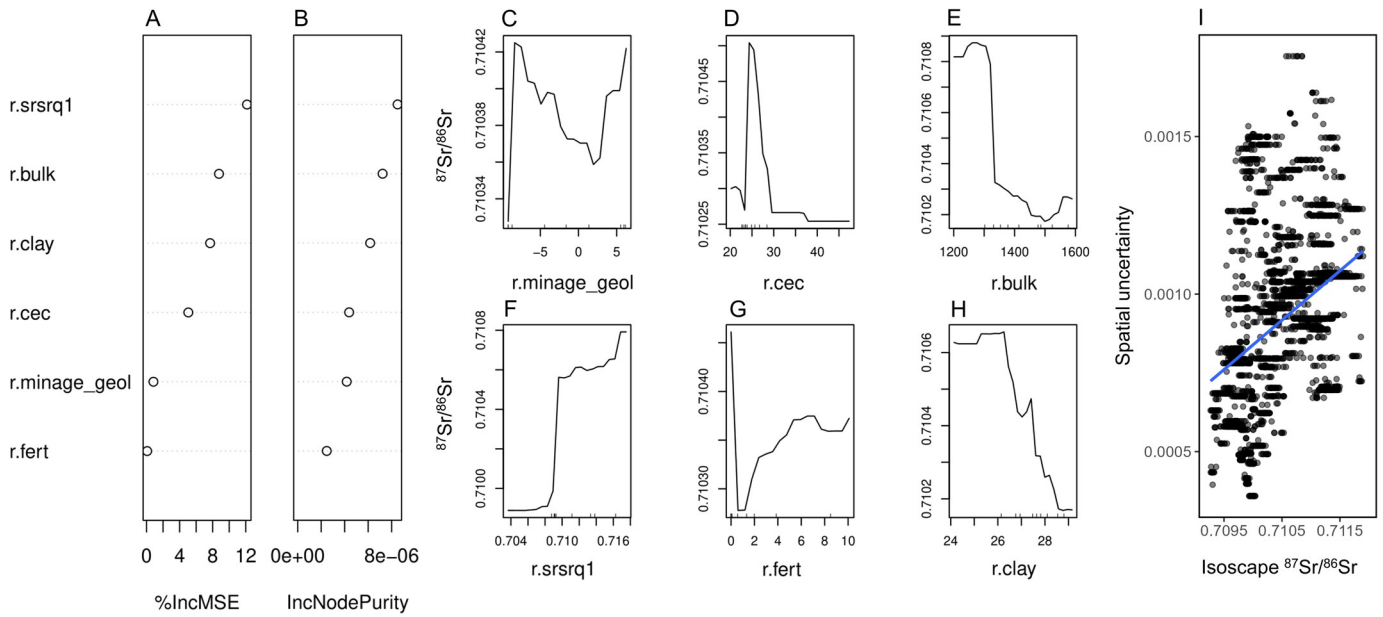 A
B
r.srsrq1
r.bulk
r.clay
r.cec
r.minage_geol
r.fert
0 4 8 12
0e+00 8e−06
%IncMSE
IncNodePurity
C
⁸⁷Sr/⁸⁶Sr
0.71034 0.71038 0.71042
−5 0 5
r.minage_geol
D
0.71025 0.71035 0.71045
20 30 40
r.cec
E
0.7102 0.7104 0.7106 0.7108
1200 1400 1600
r.bulk
F
⁸⁷Sr/⁸⁶Sr
0.7100 0.7104 0.7108
0.704 0.710 0.716
r.srsrq1
G
0.71030 0.71040
0 2 4 6 8 10
r.fert
H
0.7102 0.7104 0.7106
24 26 28
r.clay
I
Spatial uncertainty
0.0015
0.0010
0.0005
0.7095 0.7105 0.7115
Isoscape ⁸⁷Sr/⁸⁶Sr